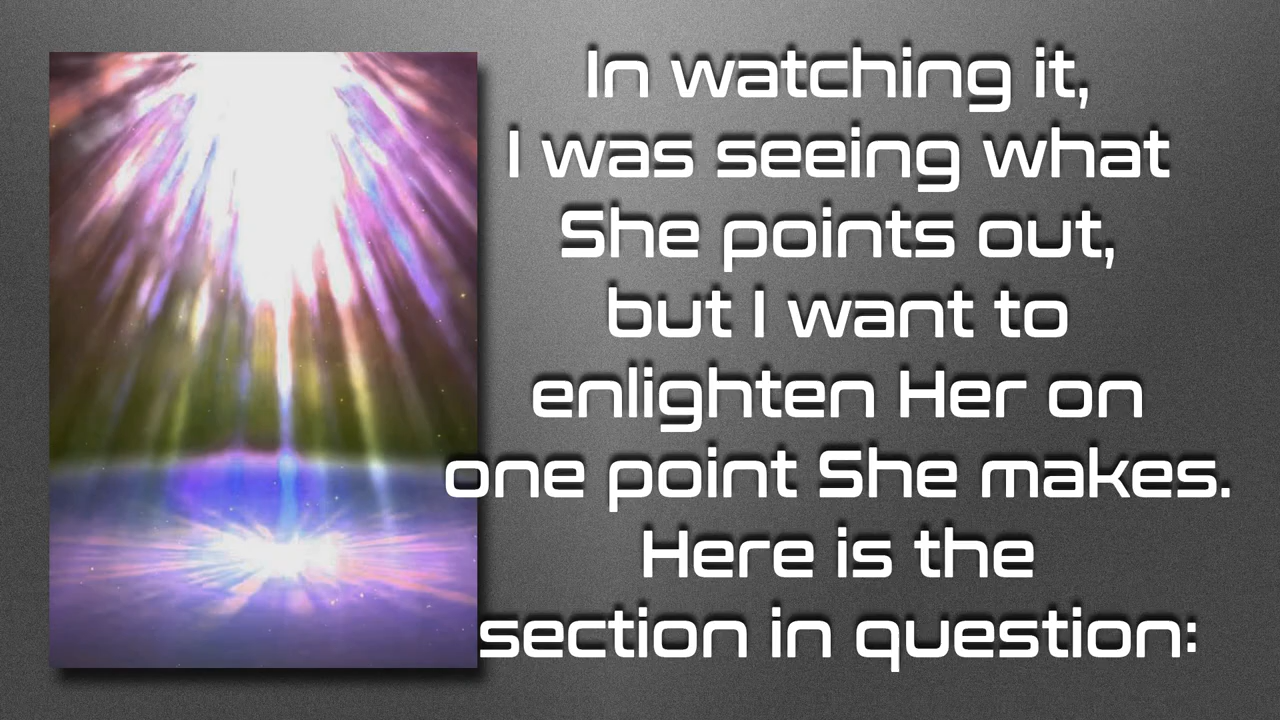 In watching it,
I was seeing what
She points out,
but I want to
enlighten Her on
one point She makes.
Here is the
section in question: